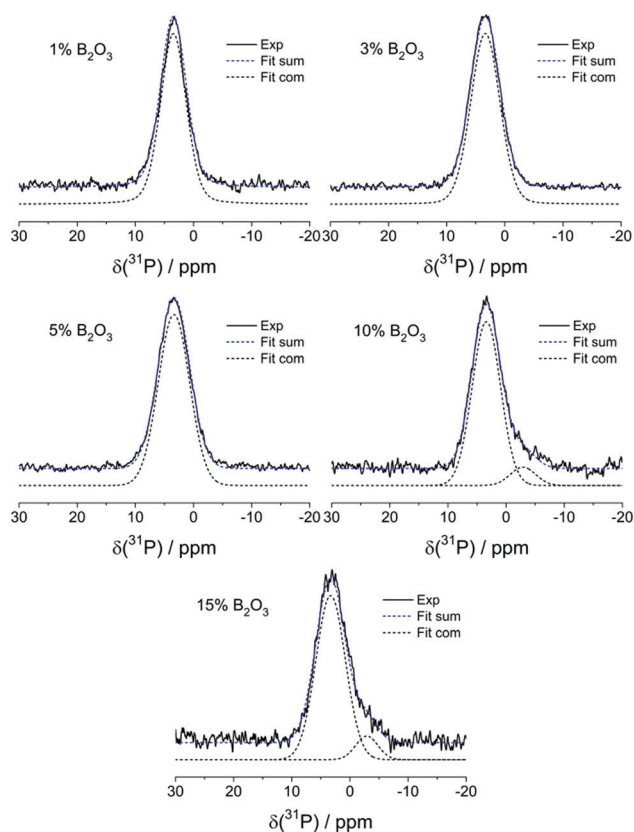 1% B₂O₃
Exp
Fit sum
Fit com
30 20 10 0 -10 -20
δ(³¹P) / ppm
3% B₂O₃
Exp
Fit sum
Fit com
30 20 10 0 -10 -20
δ(³¹P) / ppm
5% B₂O₃
Exp
Fit sum
Fit com
30 20 10 0 -10 -20
δ(³¹P) / ppm
10% B₂O₃
Exp
Fit sum
Fit com
30 20 10 0 -10 -20
δ(³¹P) / ppm
15% B₂O₃
Exp
Fit sum
Fit com
30 20 10 0 -10 -20
δ(³¹P) / ppm